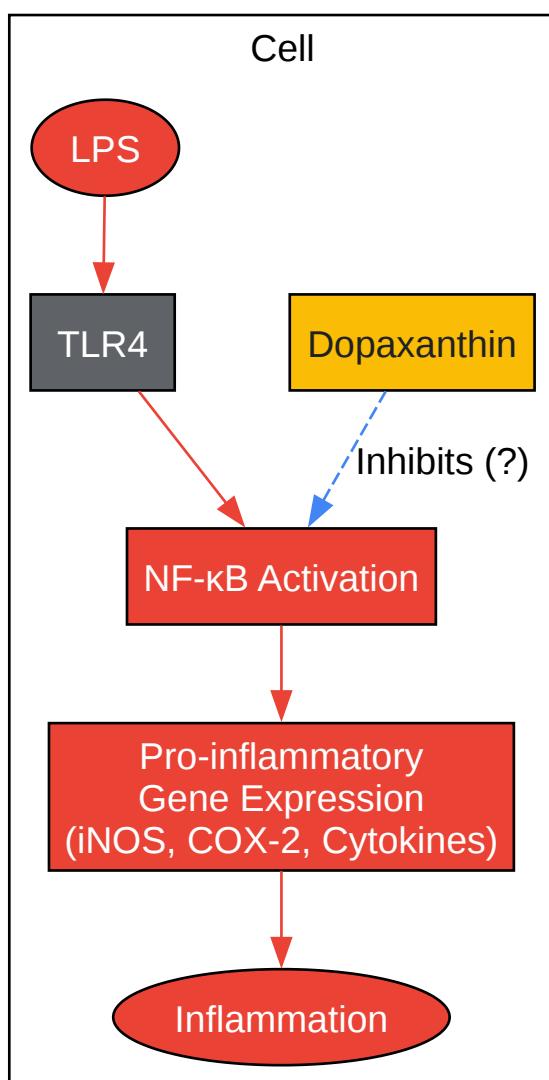 Cell
LPS
TLR4
Dopaxanthin
Inhibits (?)
NF-κB Activation
Pro-inflammatory
Gene Expression
(iNOS, COX-2, Cytokines)
Inflammation